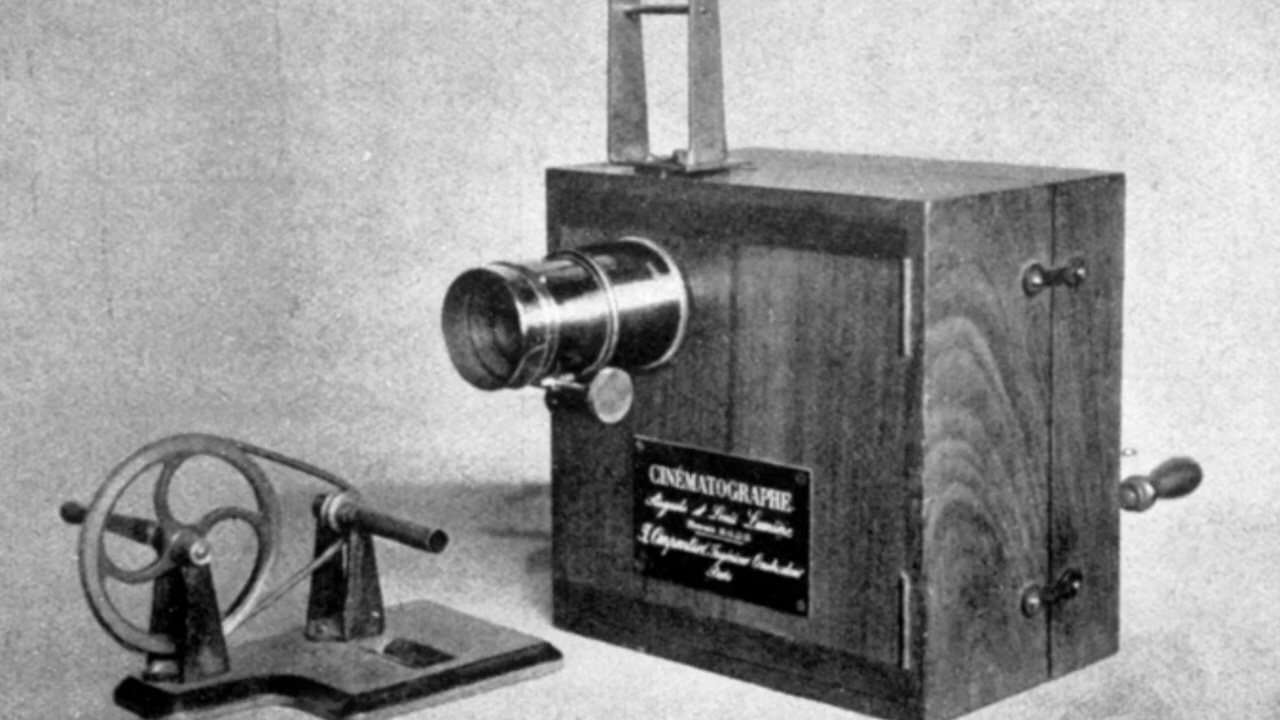 CINÉMATOGRAPHE
Auguste et Louis Lumière
J. Carpentier Ingénieur Constructeur
Paris